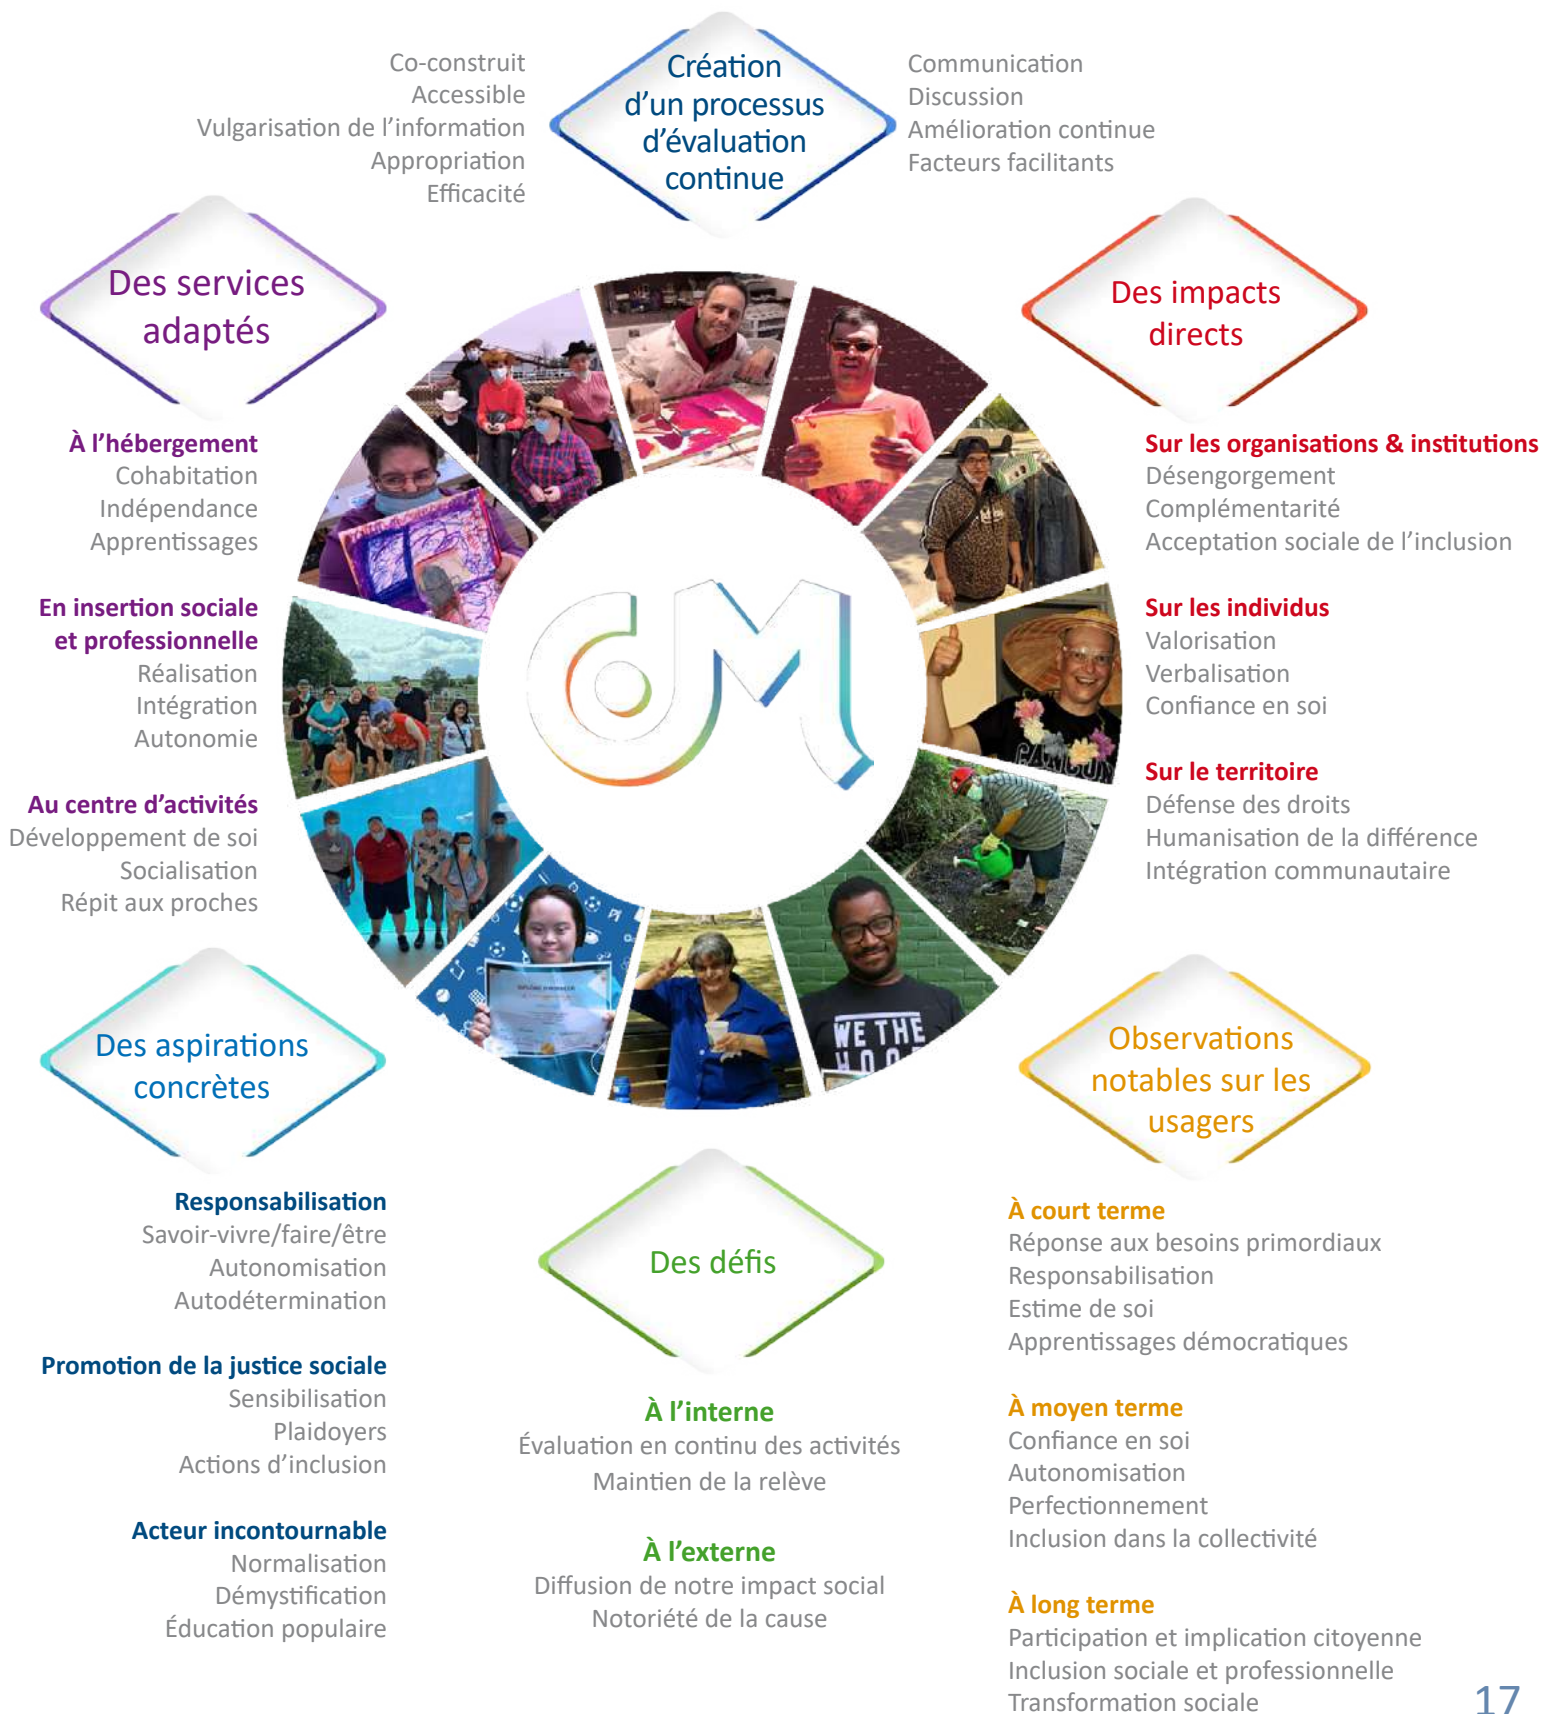 Co-construit
Accessible
Vulgarisation de l'information
Appropriation
Efficacité
Création
d'un processus
d'évaluation
continue
Communication
Discussion
Amélioration continue
Facteurs facilitants
Des services
adaptés
À l'hébergement
Cohabitation
Indépendance
Apprentissages
En insertion sociale
et professionnelle
Réalisation
Intégration
Autonomie
Au centre d'activités
Développement de soi
Socialisation
Répit aux proches
Des impacts
directs
Sur les organisations & institutions
Désengorgement
Complémentarité
Acceptation sociale de l'inclusion
Sur les individus
Valorisation
Verbalisation
Confiance en soi
Sur le territoire
Défense des droits
Humanisation de la différence
Intégration communautaire
CANCUN
WE THE
Des aspirations
concrètes
Responsabilisation
Savoir-vivre/faire/être
Autonomisation
Autodétermination
Promotion de la justice sociale
Sensibilisation
Plaidoyers
Actions d'inclusion
Acteur incontournable
Normalisation
Démystification
Éducation populaire
Des défis
À l'interne
Évaluation en continu des activités
Maintien de la relève
À l'externe
Diffusion de notre impact social
Notoriété de la cause
Observations
notables sur les
usagers
À court terme
Réponse aux besoins primordiaux
Responsabilisation
Estime de soi
Apprentissages démocratiques
À moyen terme
Confiance en soi
Autonomisation
Perfectionnement
Inclusion dans la collectivité
À long terme
Participation et implication citoyenne
Inclusion sociale et professionnelle
Transformation sociale
17